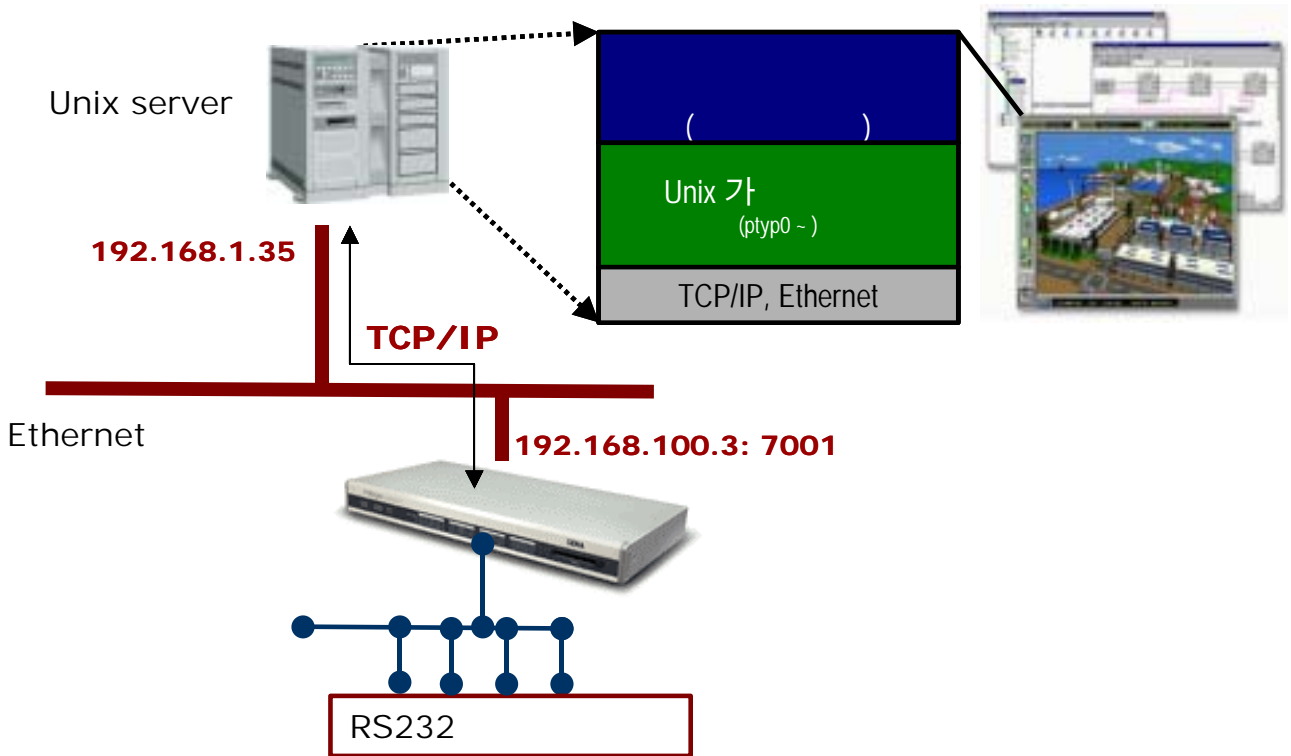 Unix server
(                    )
Unix 가
(ptyp0 ~ )
TCP/IP, Ethernet
192.168.1.35
TCP/IP
Ethernet
192.168.100.3: 7001
RS232